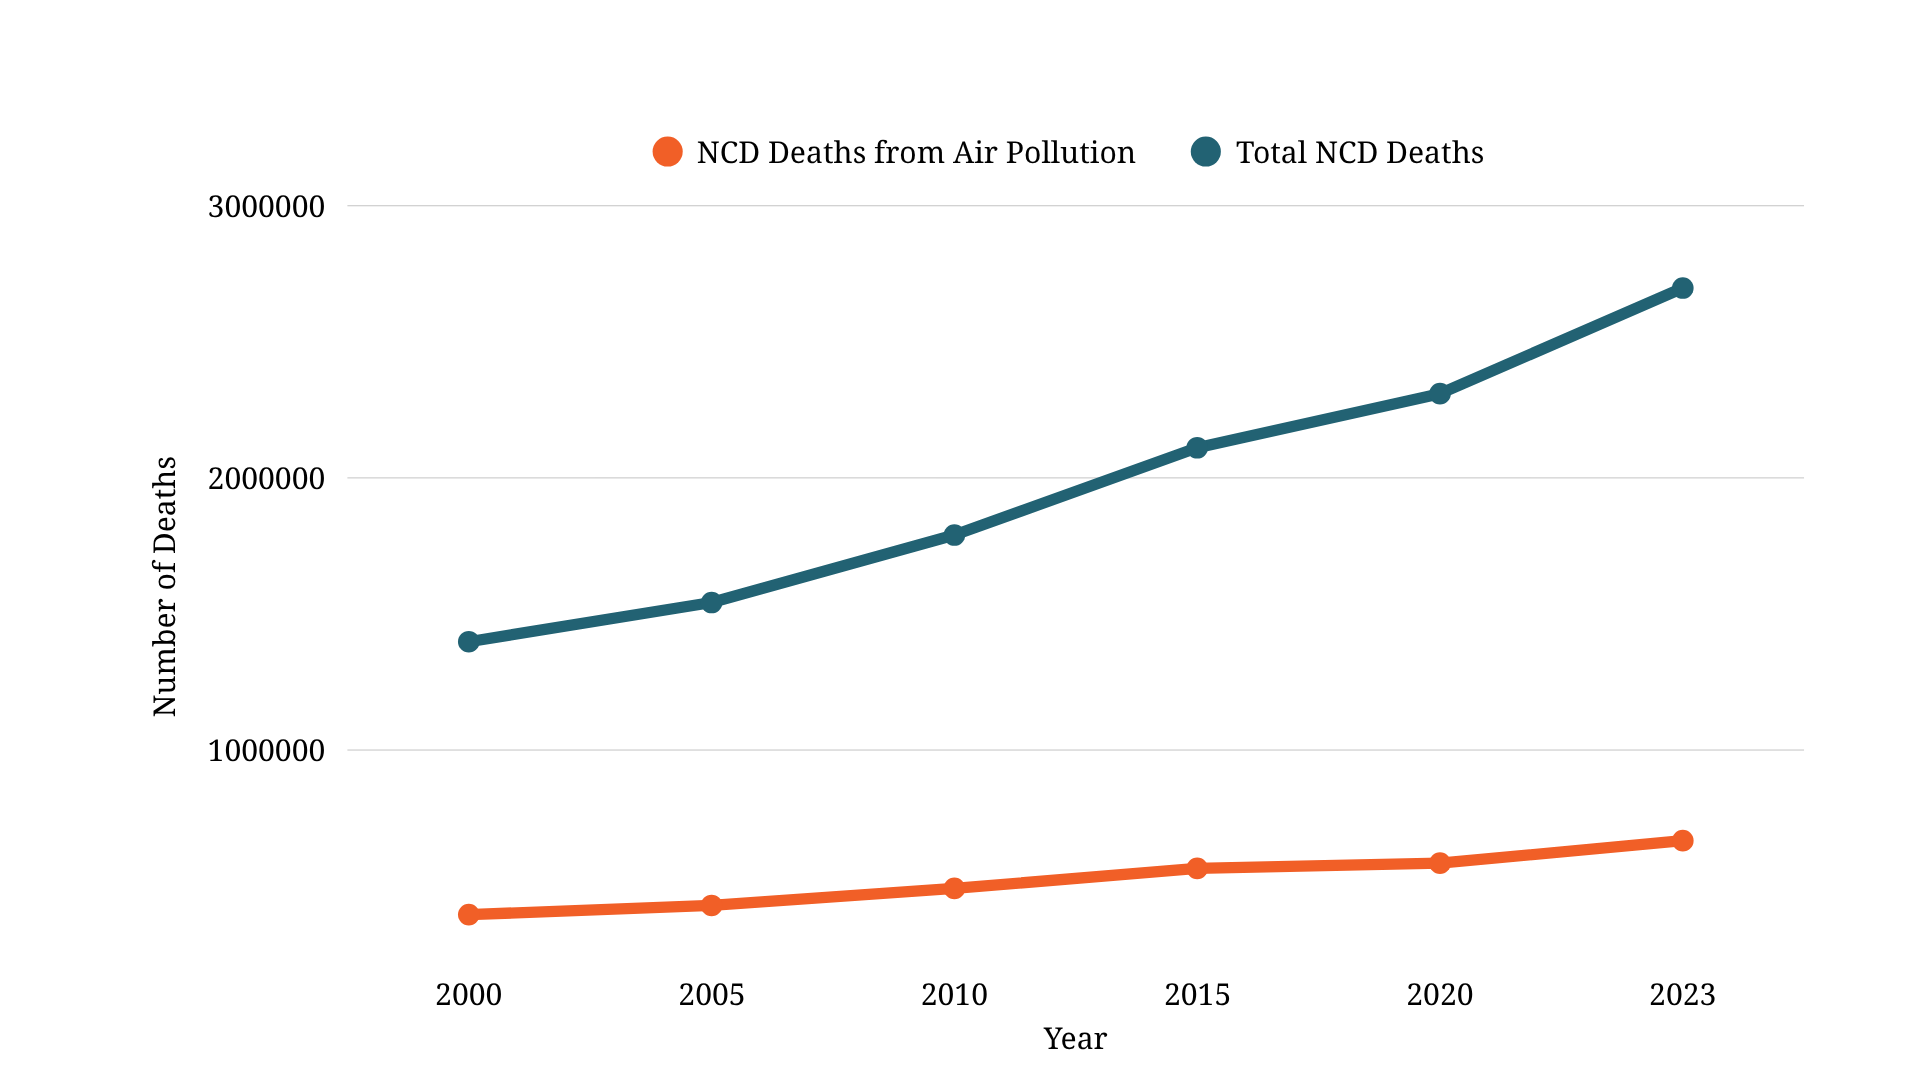 NCD Deaths from Air Pollution
Total NCD Deaths
3000000
2000000
1000000
Number of Deaths
2000
2005
2010
2015
2020
2023
Year